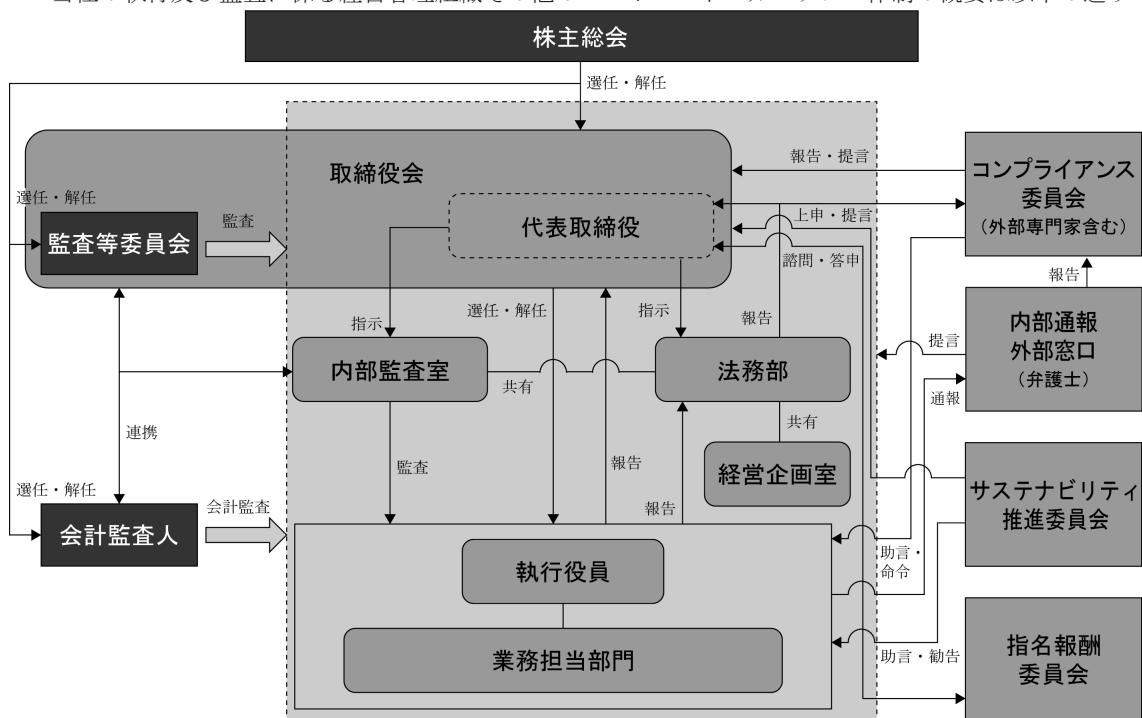 株主総会
選任・解任
取締役会
報告・提言
コンプライアンス
委員会
(外部専門家含む)
選任・解任
監査等委員会
監査
代表取締役
上申・提言
諮問・答申
報告
指示
選任・解任
指示
報告
内部通報
外部窓口
(弁護士)
提言
内部監査室
共有
法務部
通報
連携
共有
監査
報告
報告
経営企画室
サステナビリティ
推進委員会
選任・解任
会計監査人
会計監査
執行役員
助言・
命令
業務担当部門
助言・勧告
指名報酬
委員会